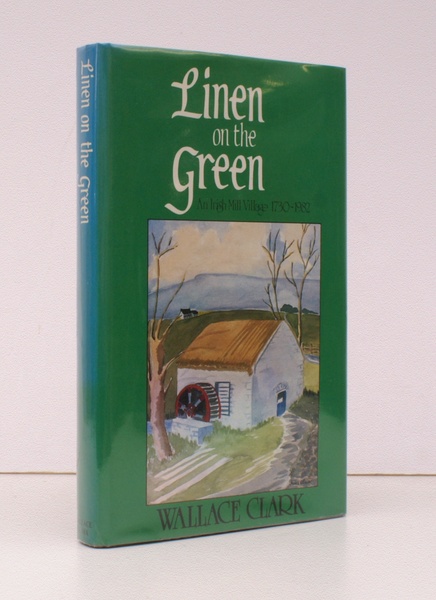 Linen on the Green
Linen
on the
Green
An Irish Mill Village 1730-1982
WALLACE CLARK